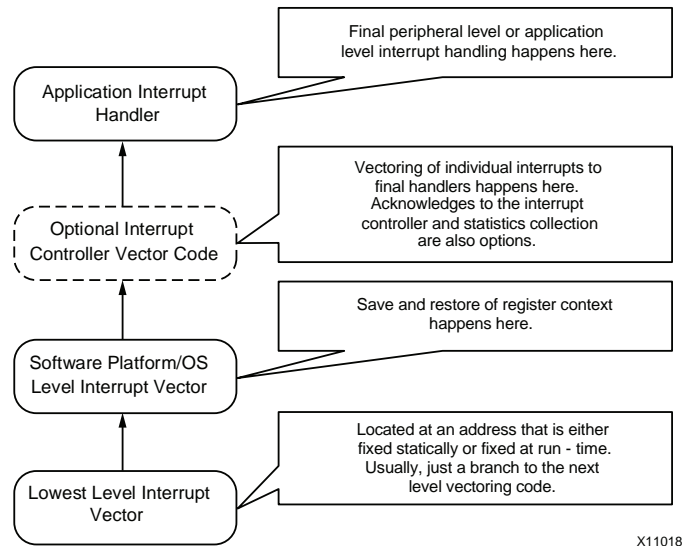 Final peripheral level or application
level interrupt handling happens here.
Application Interrupt
Handler
Vectoring of individual interrupts to
final handlers happens here.
Acknowledges to the interrupt
controller and statistics collection
are also options.
Optional Interrupt
Controller Vector Code
Save and restore of register context
happens here.
Software Platform/OS
Level Interrupt Vector
Located at an address that is either
fixed statically or fixed at run - time.
Usually, just a branch to the next
level vectoring code.
Lowest Level Interrupt
Vector
X11018